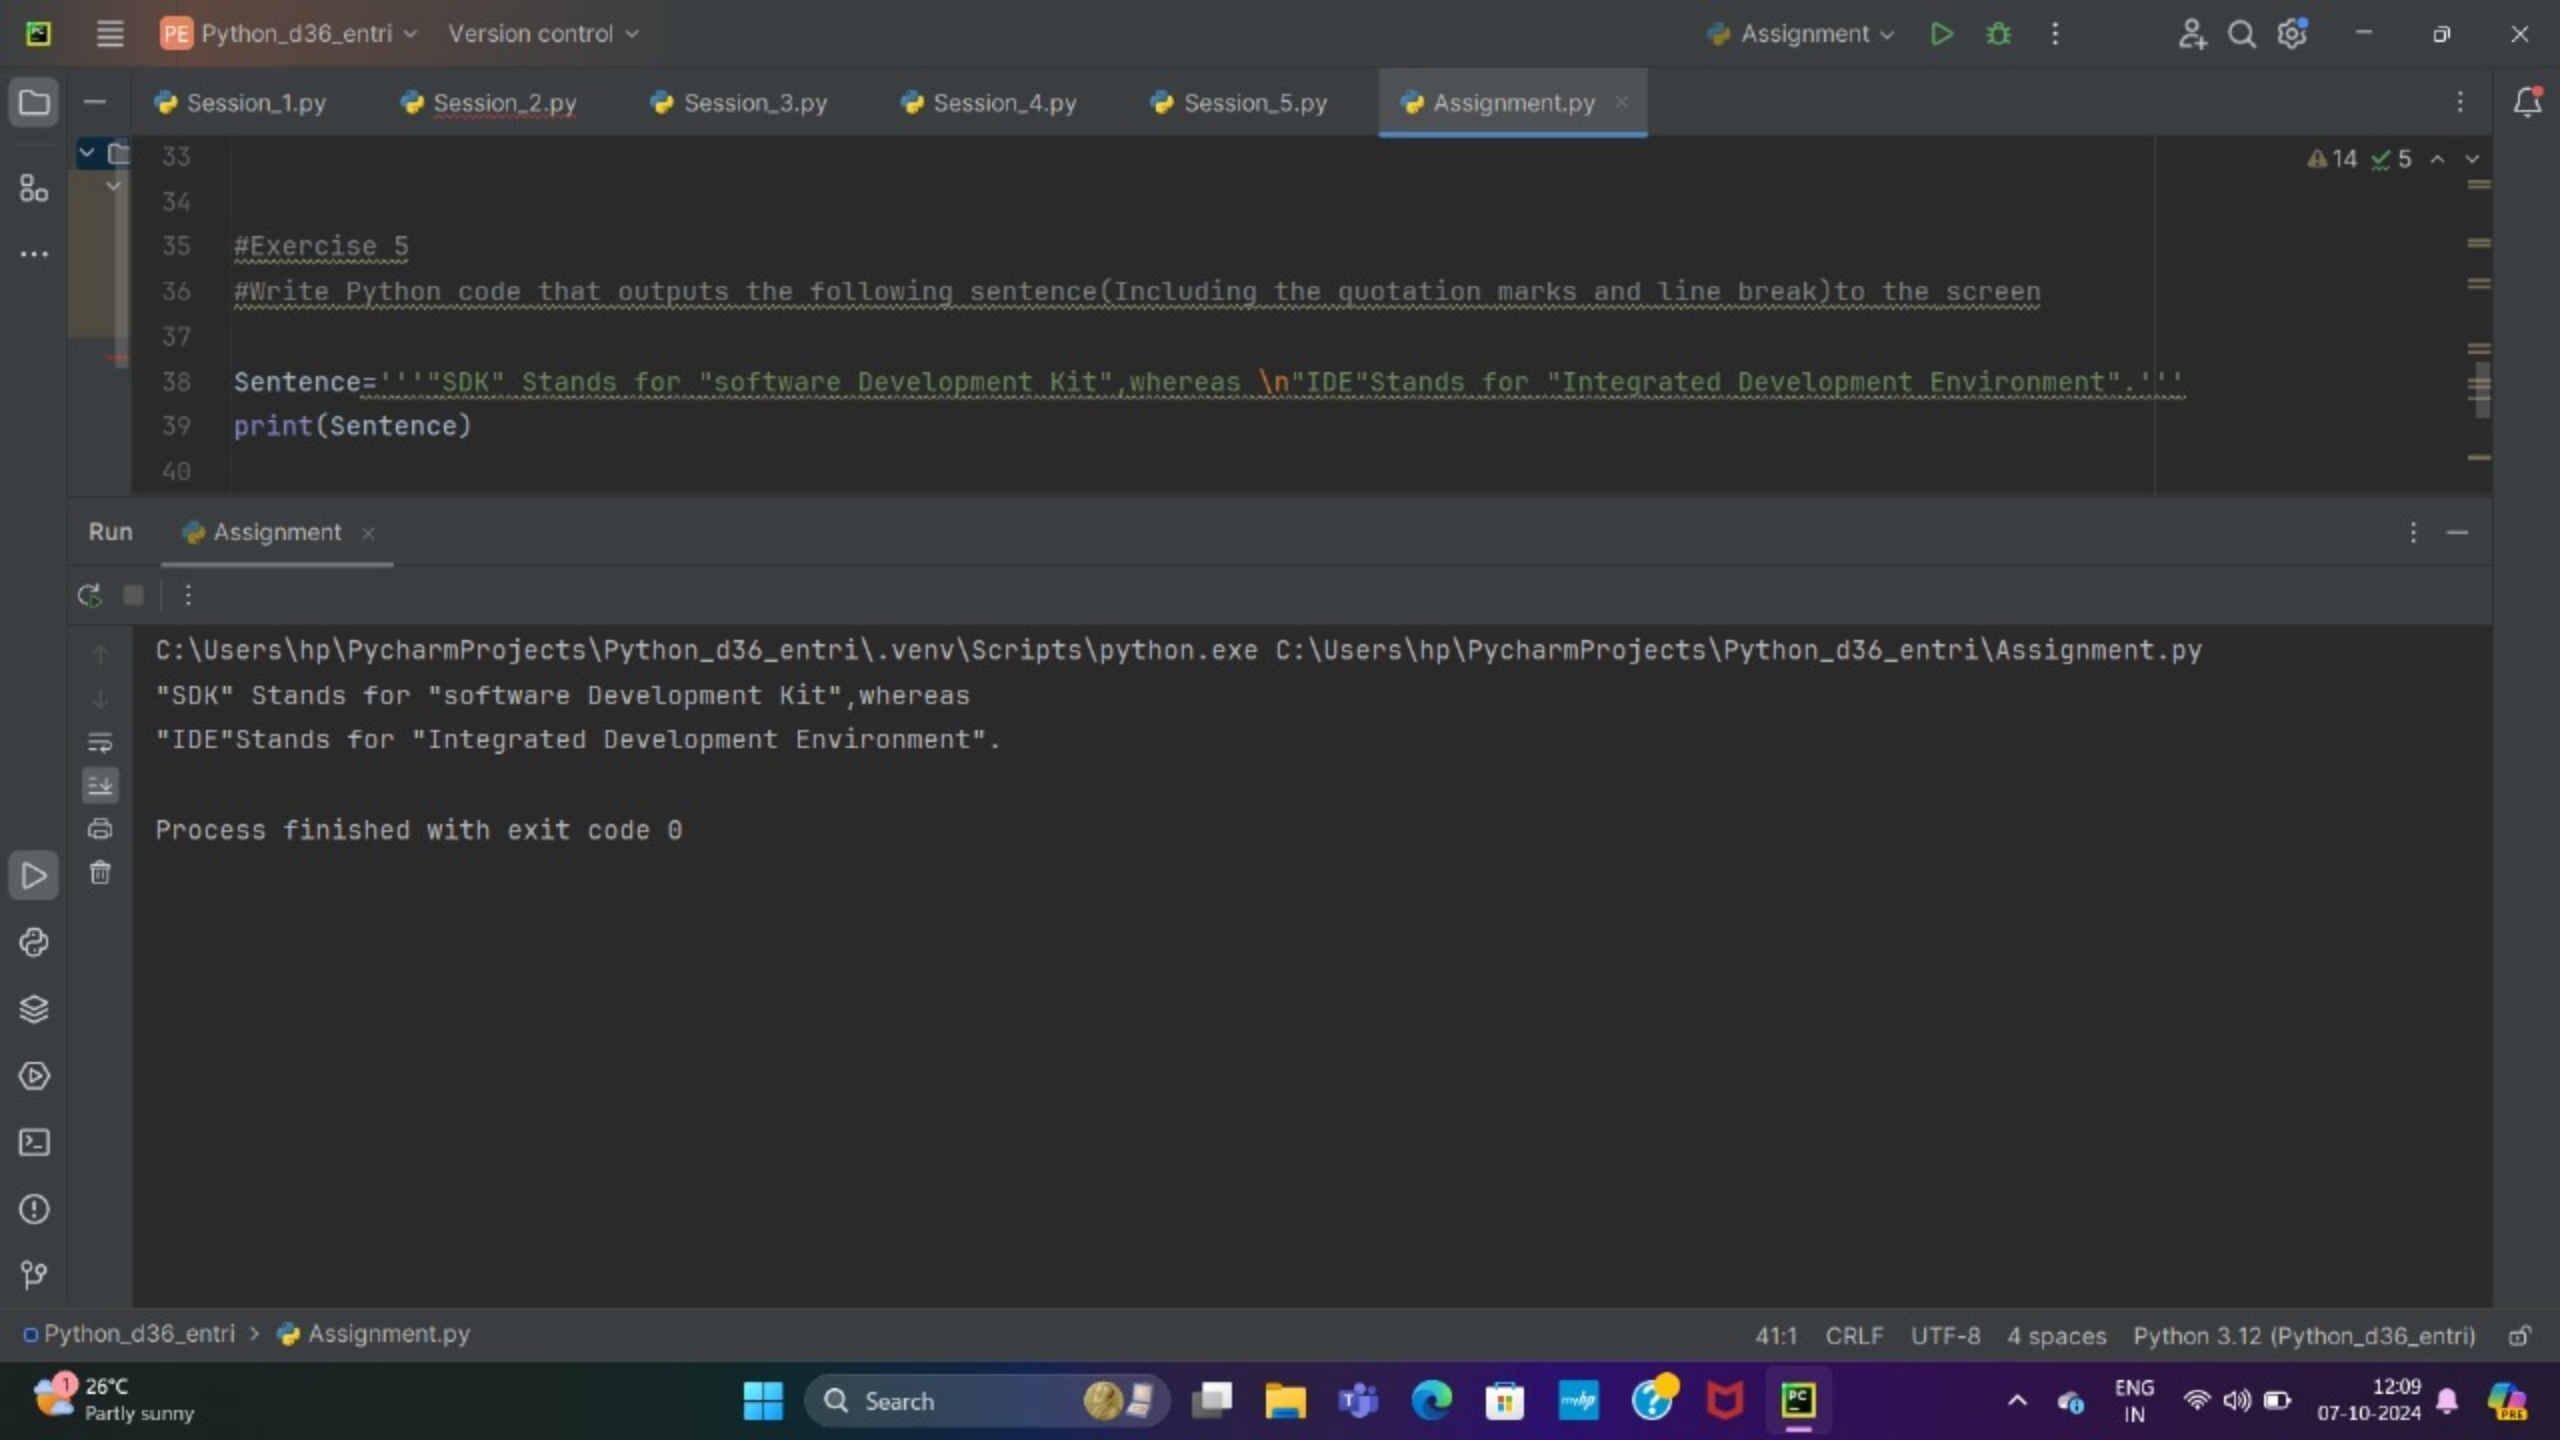 PE Python_d36_entri Version control Assignment
Session_1.py Session_2.py Session_3.py Session_4.py Session_5.py Assignment.py
33 14 5
34
35 #Exercise 5
36 #Write Python code that outputs the following sentence(Including the quotation marks and line break)to the screen
37
38 Sentence='''"SDK" Stands for "software Development Kit",whereas \n"IDE"Stands for "Integrated Development Environment".'''
39 print(Sentence)
40
Run Assignment
C:\Users\hp\PycharmProjects\Python_d36_entri\.venv\Scripts\python.exe C:\Users\hp\PycharmProjects\Python_d36_entri\Assignment.py
"SDK" Stands for "software Development Kit",whereas
"IDE"Stands for "Integrated Development Environment".
Process finished with exit code 0
Python_d36_entri > Assignment.py 41:1 CRLF UTF-8 4 spaces Python 3.12 (Python_d36_entri)
1 26°C ENG 12:09
Partly sunny Search myhp PC IN 07-10-2024 PRE